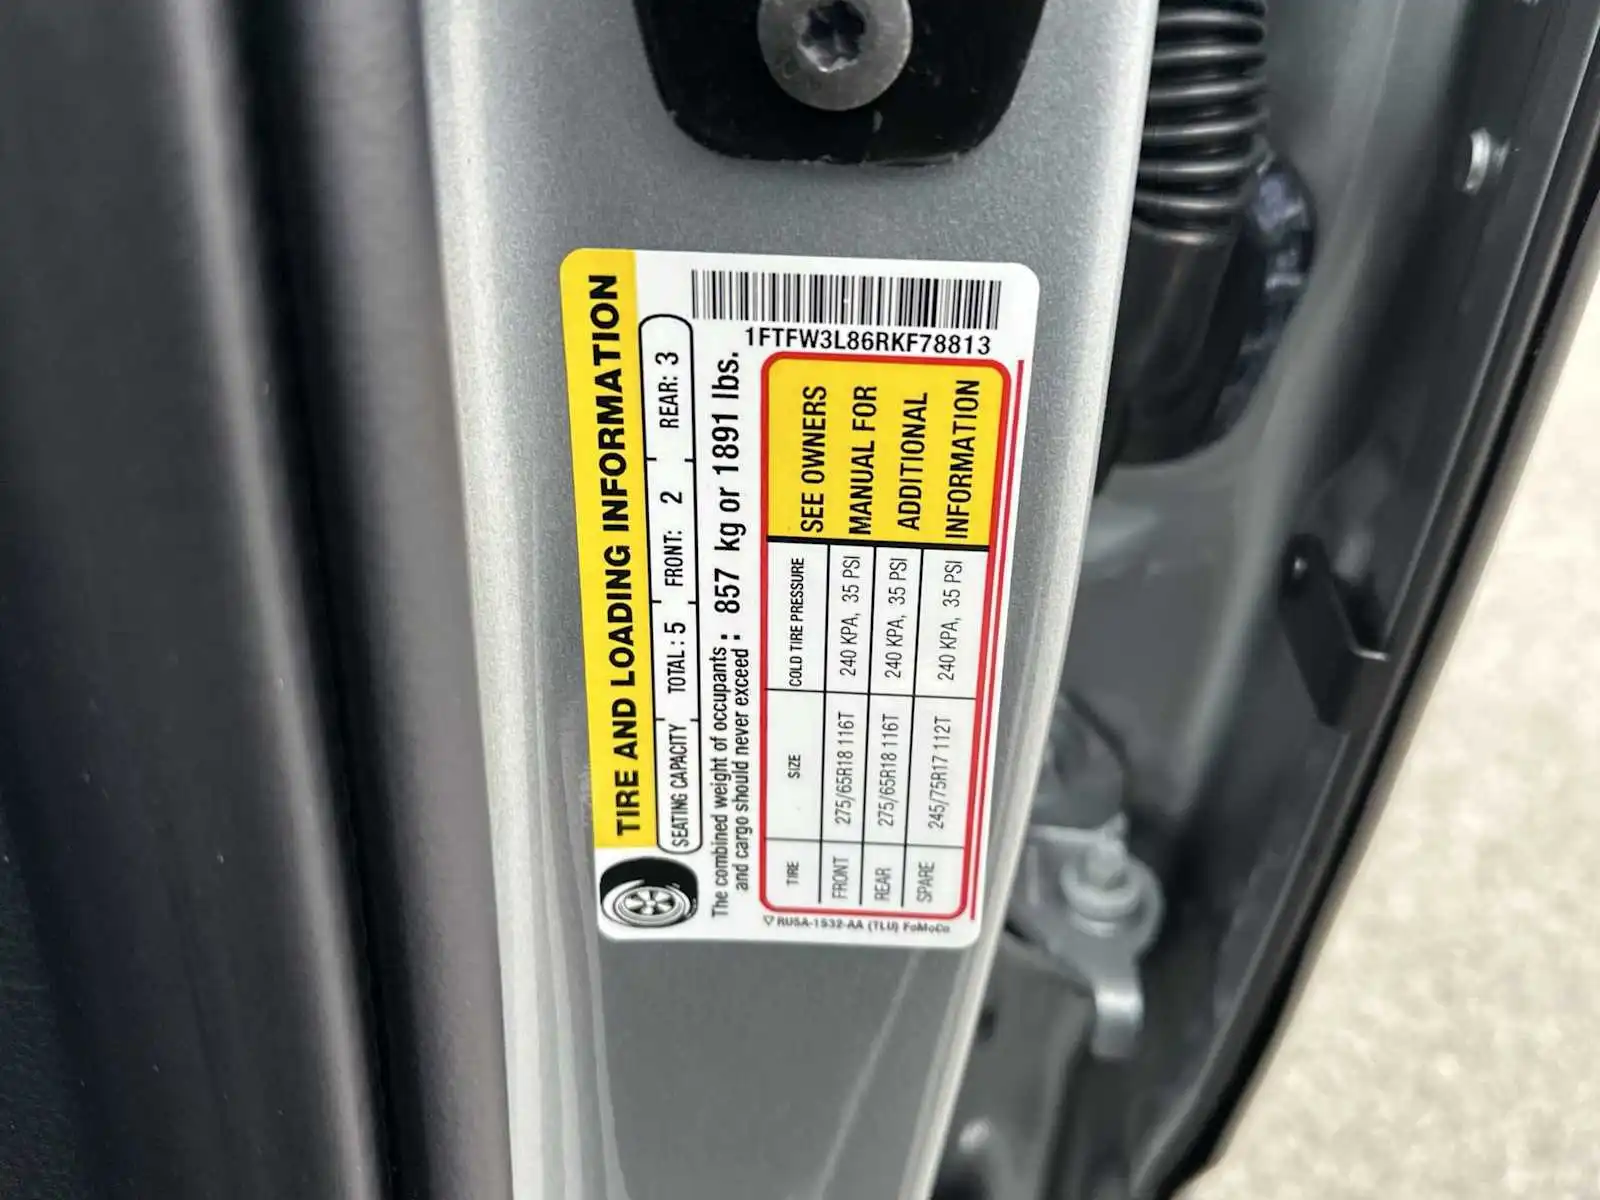 TIRE AND LOADING INFORMATION
SEATING CAPACITY TOTAL : 5 FRONT: 2 REAR: 3
The combined weight of occupants
and cargo should never exceed : 857 kg or 1891 lbs.
1FTFW3L86RKF78813
TIRE SIZE COLD TIRE PRESSURE
FRONT 275/65R18 116T 240 KPA, 35 PSI
REAR 275/65R18 116T 240 KPA, 35 PSI
SPARE 245/75R17 112T 240 KPA, 35 PSI
SEE OWNERS
MANUAL FOR
ADDITIONAL
INFORMATION
RU5A-1532-AA (TLU) FoMoCo